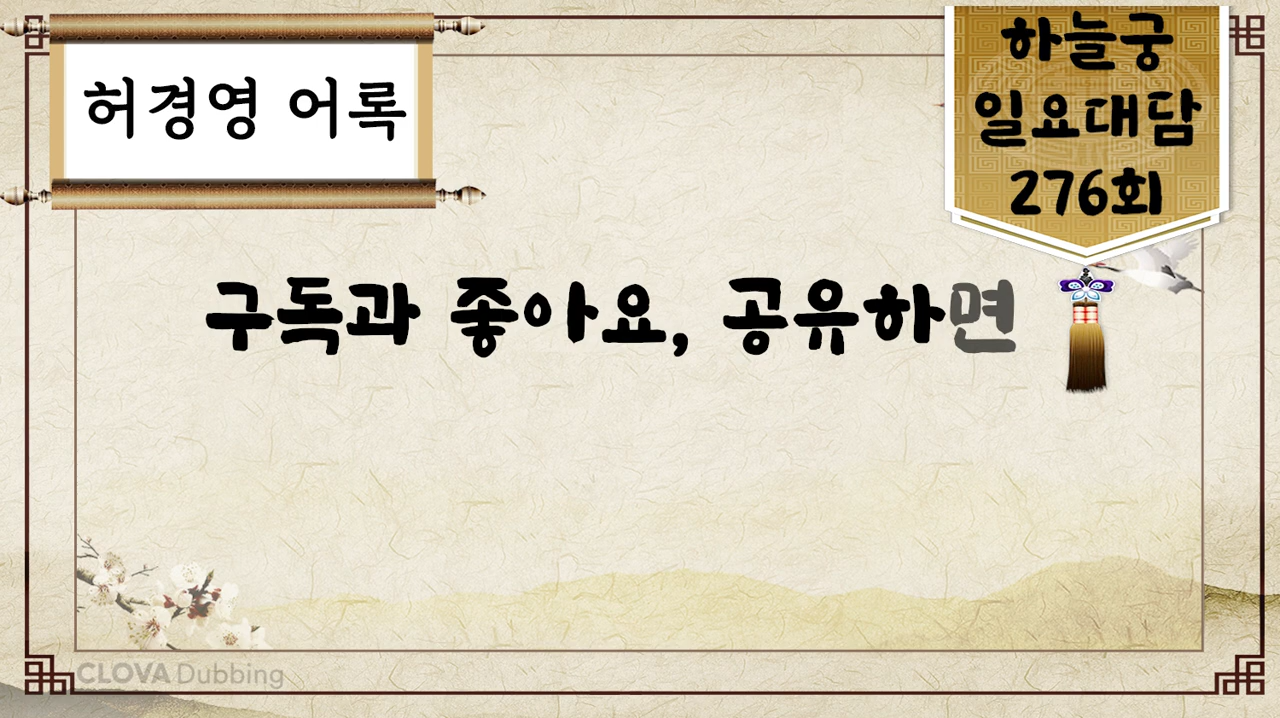 허경영 어록
하늘궁
일요대담
276회
구독과 좋아요, 공유하면
CLOVA Dubbing